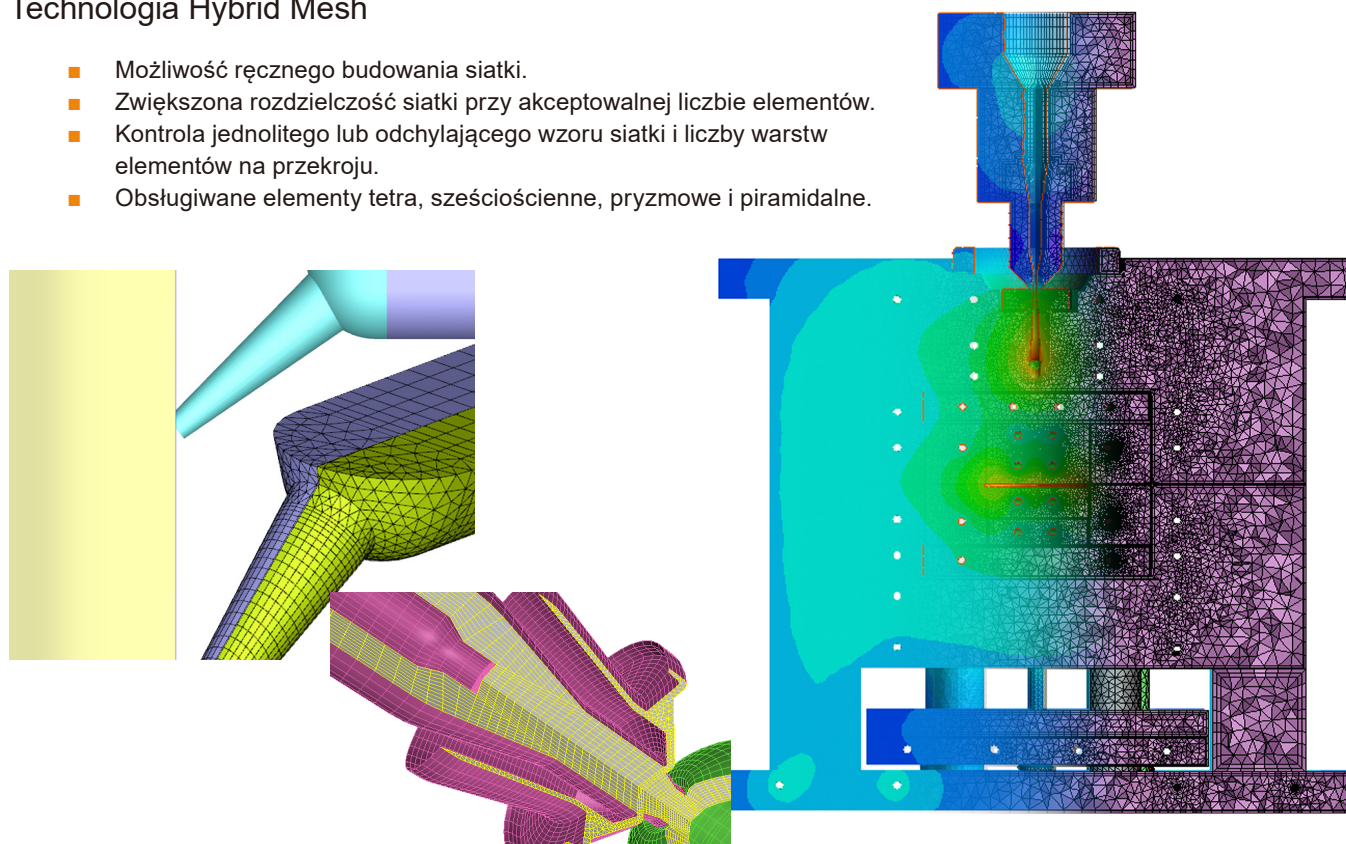 Technologia Hybrid Mesh
Możliwość ręcznego budowania siatki.
Zwiększona rozdzielczość siatki przy akceptowalnej liczbie elementów.
Kontrola jednolitego lub odchylającego wzoru siatki i liczby warstw
elementów na przekroju.
Obsługiwane elementy tetra, sześciościenne, pryzmowe i piramidalne.